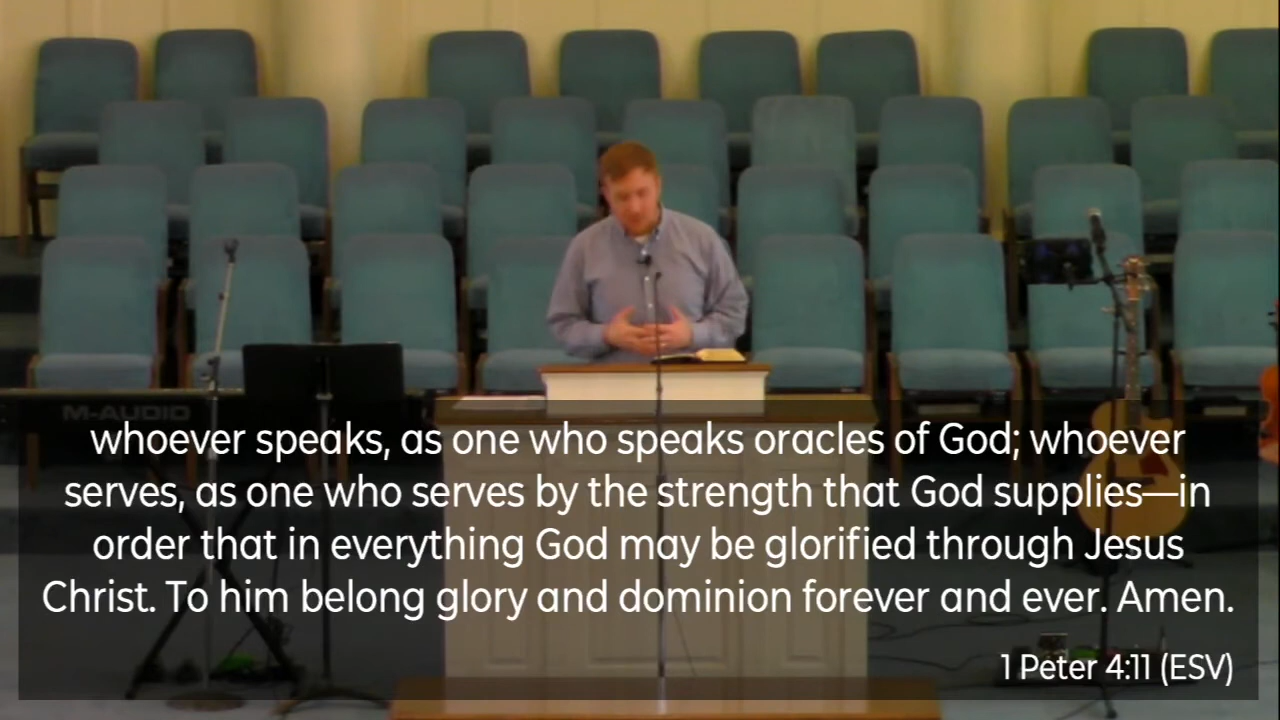 M-AUDIO
whoever speaks, as one who speaks oracles of God; whoever
serves, as one who serves by the strength that God supplies—in
order that in everything God may be glorified through Jesus
Christ. To him belong glory and dominion forever and ever. Amen.
1 Peter 4:11 (ESV)